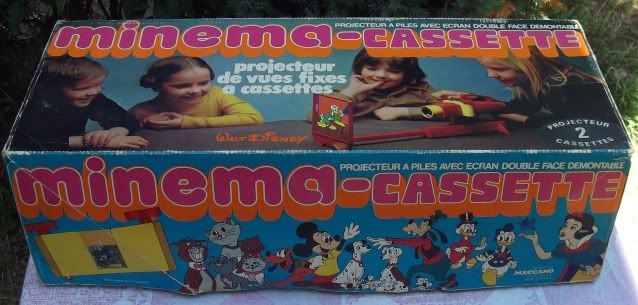 PROJECTEUR A PILES AVEC ECRAN DOUBLE FACE DEMONTABLE
minema-CASSETTE
projecteur
de vues fixes
à cassettes
WALT DISNEY
PROJECTEUR
2
CASSETTES
PROJECTEUR A PILES AVEC ECRAN DOUBLE FACE DEMONTABLE
minema-CASSETTE
MECCANO